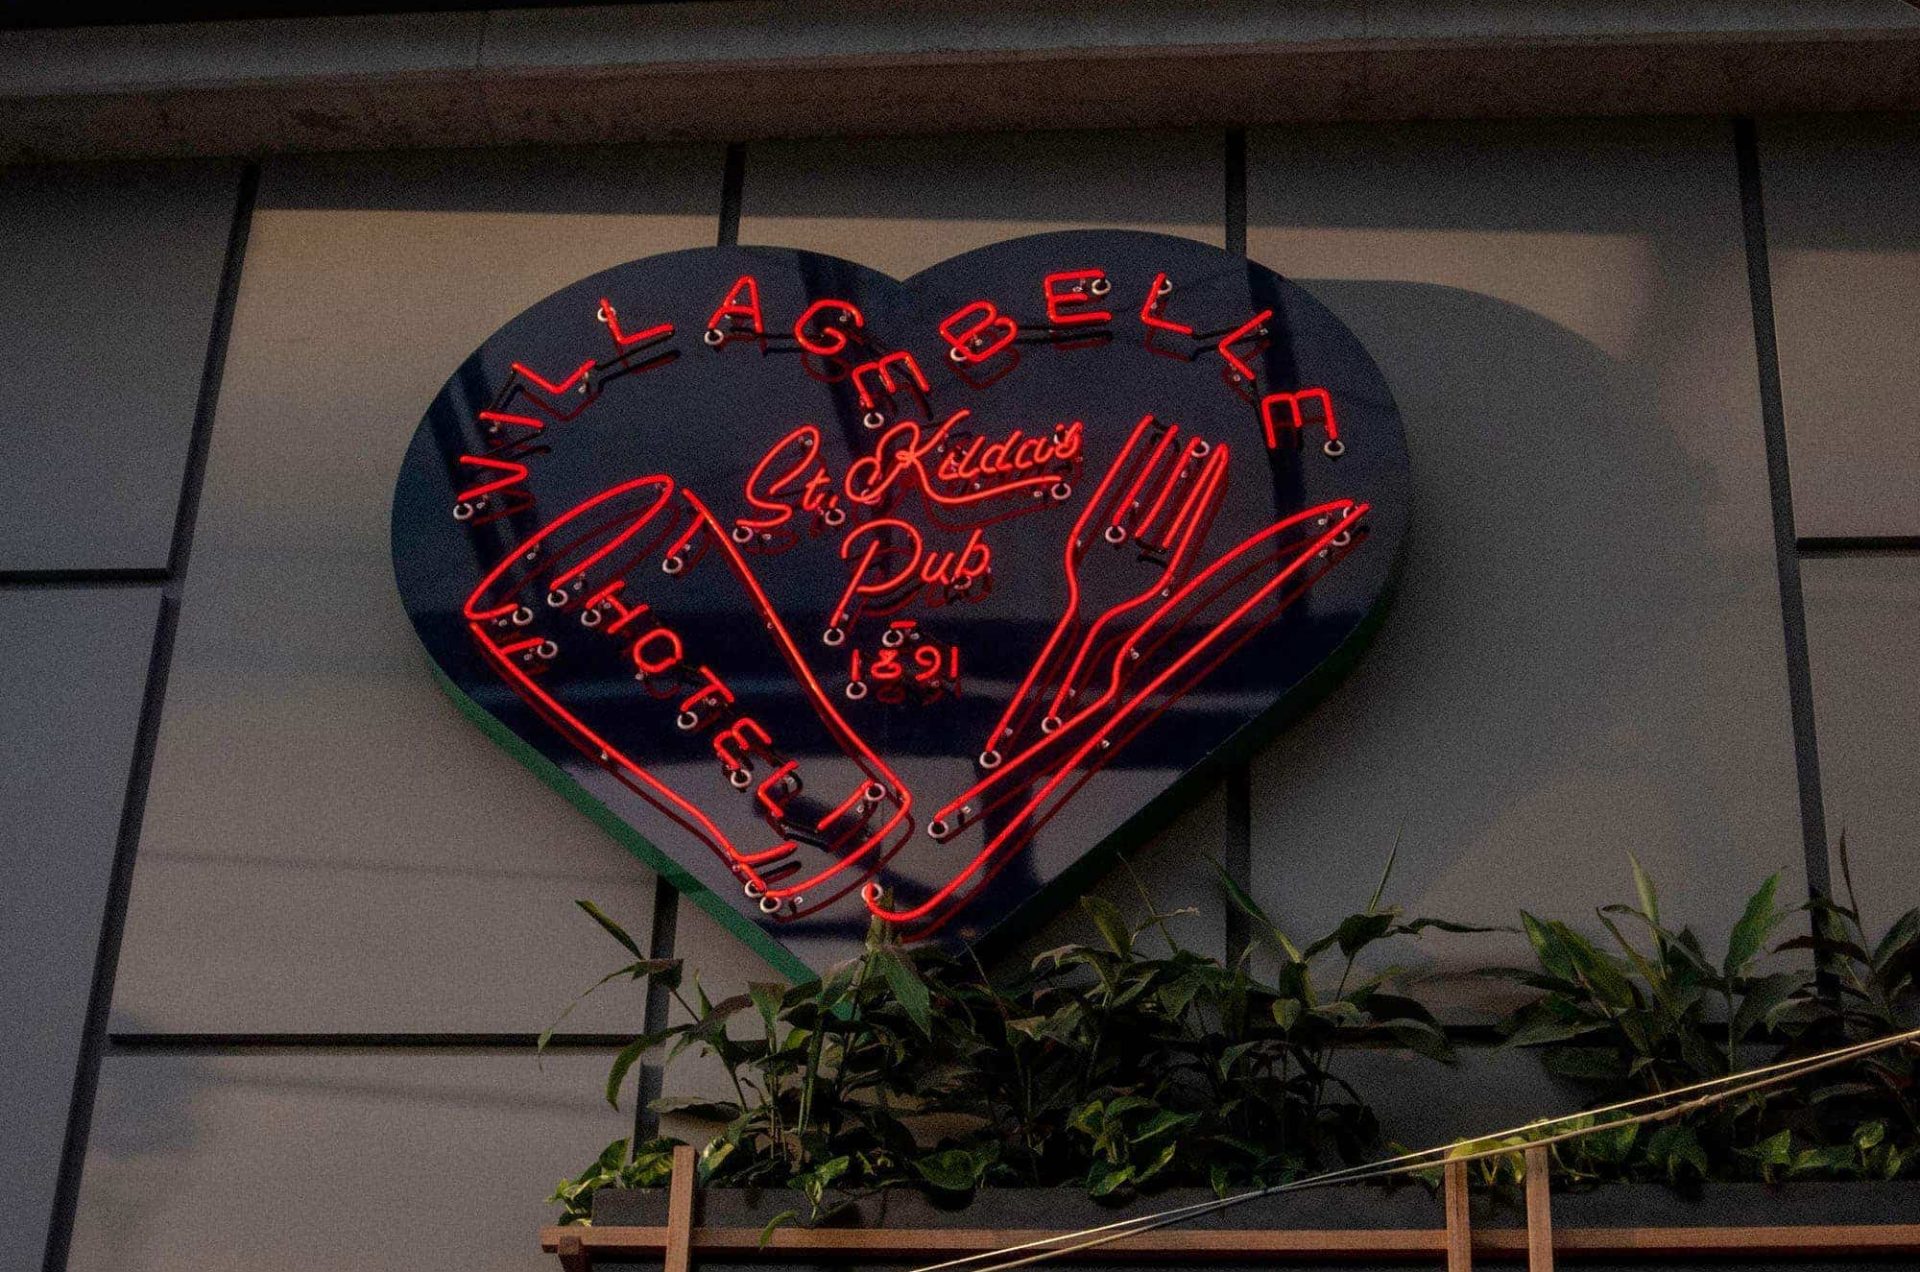 VILLAGE BELLE
St. Kilda's
Pub
1891
HOTEL